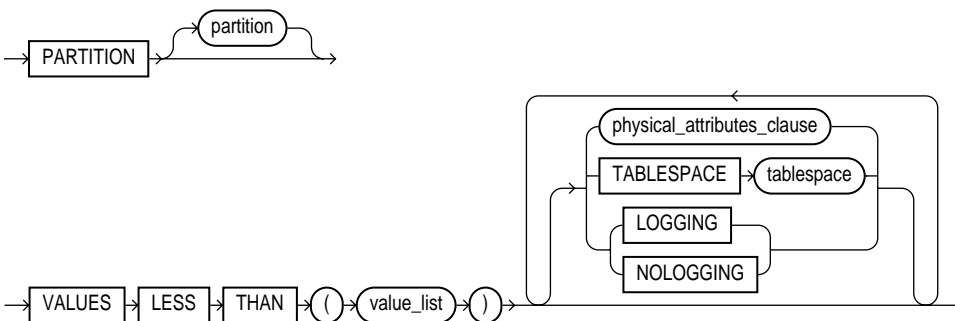 partition
PARTITION
physical_attributes_clause
TABLESPACE tablespace
LOGGING
NOLOGGING
VALUES LESS THAN ( value_list )